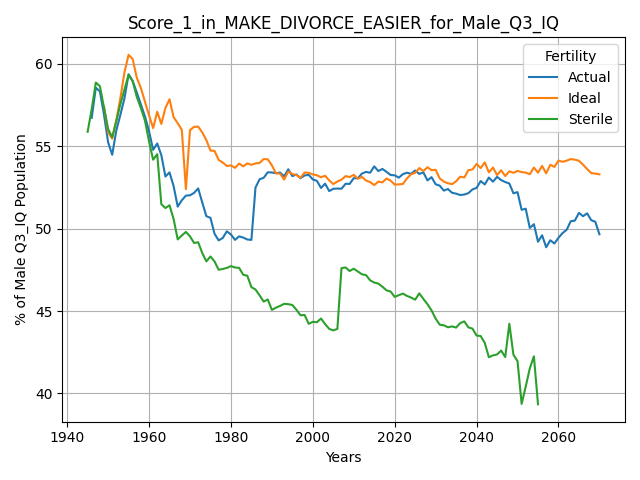 Score_1_in_MAKE_DIVORCE_EASIER_for_Male_Q3_IQ
Fertility
Actual
Ideal
Sterile
% of Male Q3_IQ Population
60
55
50
45
40
1940
1960
1980
2000
2020
2040
2060
Years